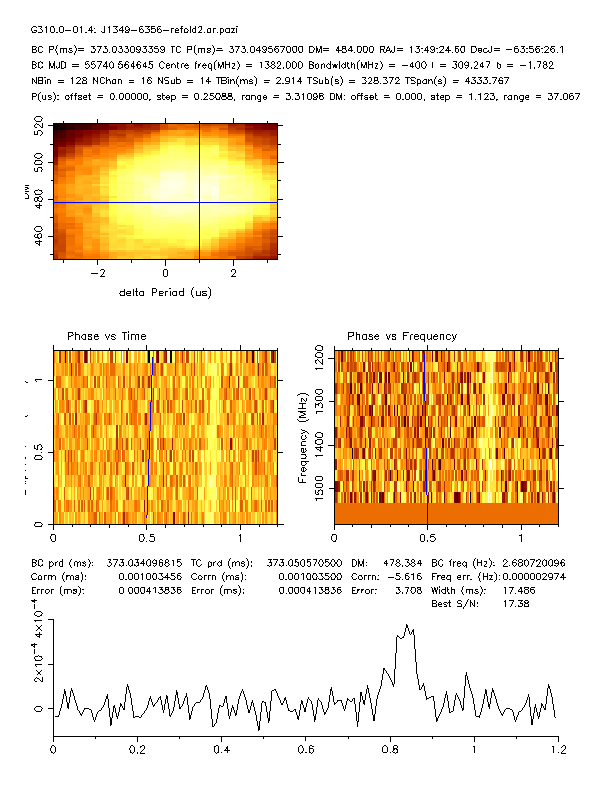 G310.0-01.4: J1349-6356-refold2.ar.pazi
BC P(ms)= 373.033093359 TC P(ms)= 373.049567000 DM= 484.000 RAJ= 13:49:24.60 DecJ= -63:56:26.1
BC MJD = 55740.564645 Centre freq(MHz) = 1382.000 Bandwidth(MHz) = -400 l = 309.247 b = -1.782
NBin = 128 NChan = 16 NSub = 14 TBin(ms) = 2.914 TSub(s) = 328.372 TSpan(s) = 4333.767
P(us): offset = 0.00000, step = 0.25088, range = 3.31098 DM: offset = 0.000, step = 1.123, range = 37.067
520
500
480
460
DM
-2 0 2
delta Period (us)
Phase vs Time
1
0.5
0
0 0.5 1
Phase vs Frequency
1200
1300
1400
1500
Frequency (MHz)
0 0.5 1
BC prd (ms): 373.034096815 TC prd (ms): 373.050570500 DM: 478.384 BC freq (Hz): 2.680720096
Corrn (ms): 0.001003456 Corrn (ms): 0.001003500 Corrn: -5.616 Freq err. (Hz): 0.000002974
Error (ms): 0.000413836 Error (ms): 0.000413836 Error: 3.708 Width (ms): 17.486
Best S/N: 17.38
4×10⁻⁴
2×10⁻⁴
0
0 0.2 0.4 0.6 0.8 1 1.2